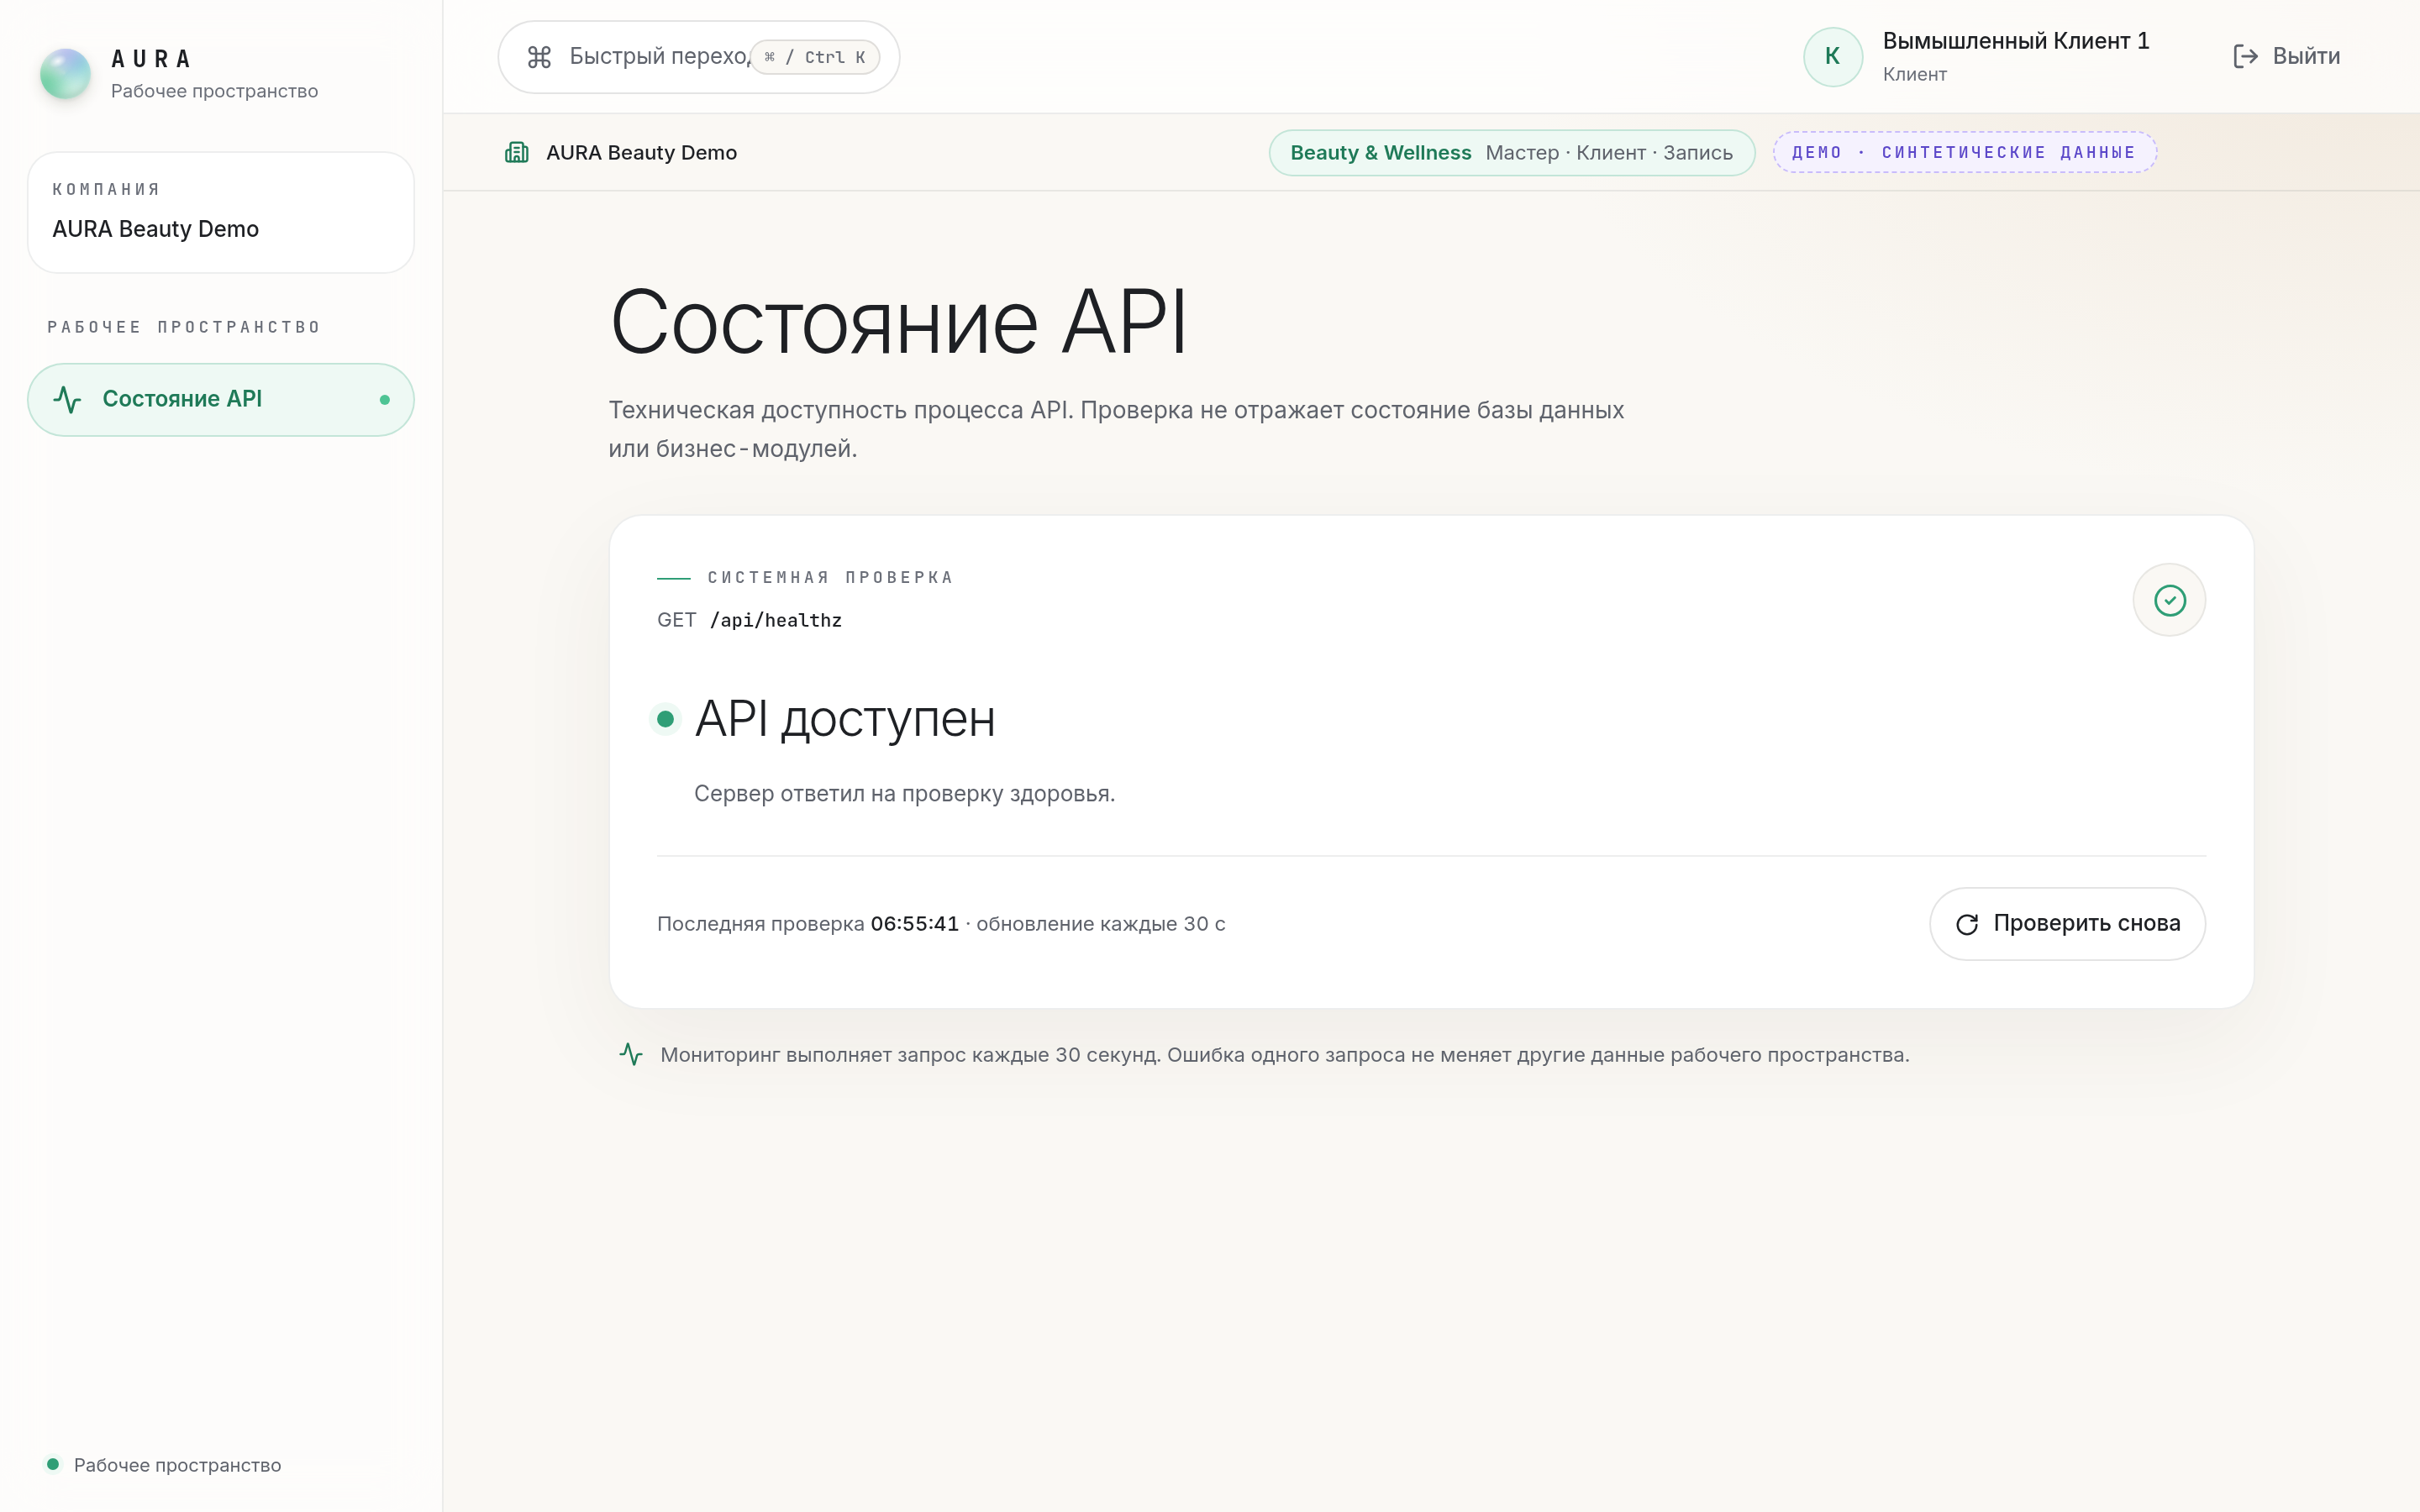 AURA
Рабочее пространство
КОМПАНИЯ
AURA Beauty Demo
РАБОЧЕЕ ПРОСТРАНСТВО
Состояние API
Рабочее пространство
Быстрый переход ⌘ / Ctrl K
К
Вымышленный Клиент 1
Клиент
Выйти
AURA Beauty Demo
Beauty & Wellness Мастер · Клиент · Запись
ДЕМО · СИНТЕТИЧЕСКИЕ ДАННЫЕ
Состояние API
Техническая доступность процесса API. Проверка не отражает состояние базы данных
или бизнес-модулей.
СИСТЕМНАЯ ПРОВЕРКА
GET /api/healthz
API доступен
Сервер ответил на проверку здоровья.
Последняя проверка 06:55:41 · обновление каждые 30 с
Проверить снова
Мониторинг выполняет запрос каждые 30 секунд. Ошибка одного запроса не меняет другие данные рабочего пространства.